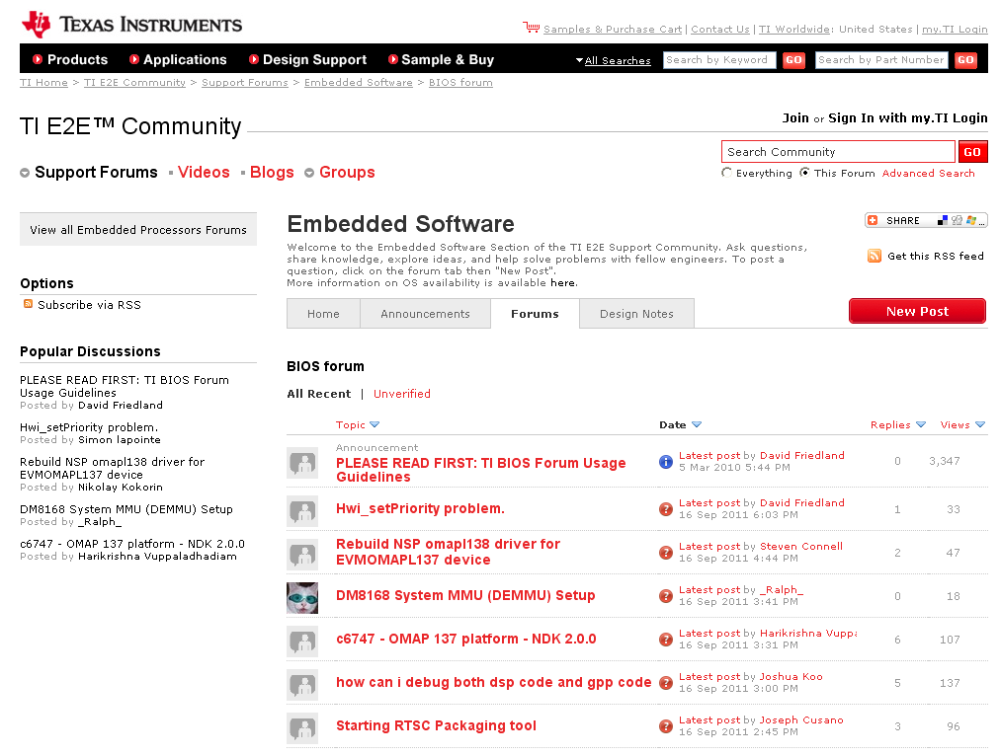 TEXAS INSTRUMENTS
Samples & Purchase Cart | Contact Us | TI Worldwide: United States | my.TI Login
Products Applications Design Support Sample & Buy All Searches Search by Keyword GO Search by Part Number GO
TI Home > TI E2E Community > Support Forums > Embedded Software > BIOS forum
TI E2E™ Community
Join or Sign In with my.TI Login
Search Community GO
Support Forums Videos Blogs Groups
Everything This Forum Advanced Search
View all Embedded Processors Forums
Options
Subscribe via RSS
Popular Discussions
PLEASE READ FIRST: TI BIOS Forum
Usage Guidelines
Posted by David Friedland
Hwi_setPriority problem.
Posted by Simon lapointe
Rebuild NSP omapl138 driver for
EVMOMAPL137 device
Posted by Nikolay Kokorin
DM8168 System MMU (DEMMU) Setup
Posted by _Ralph_
c6747 - OMAP 137 platform - NDK 2.0.0
Posted by Harikrishna Vuppaladhadiam
Embedded Software
SHARE ...
Welcome to the Embedded Software Section of the TI E2E Support Community. Ask questions,
share knowledge, explore ideas, and help solve problems with fellow engineers. To post a
question, click on the forum tab then "New Post".
More information on OS availability is available here.
Get this RSS feed
Home Announcements Forums Design Notes
New Post
BIOS forum
All Recent | Unverified
Topic Date Replies Views
Announcement
PLEASE READ FIRST: TI BIOS Forum Usage
Guidelines
Latest post by David Friedland
5 Mar 2010 5:44 PM
0 3,347
Hwi_setPriority problem.
Latest post by David Friedland
16 Sep 2011 6:03 PM
1 33
Rebuild NSP omapl138 driver for
EVMOMAPL137 device
Latest post by Steven Connell
16 Sep 2011 4:44 PM
2 47
DM8168 System MMU (DEMMU) Setup
Latest post by _Ralph_
16 Sep 2011 3:41 PM
0 18
c6747 - OMAP 137 platform - NDK 2.0.0
Latest post by Harikrishna Vuppa
16 Sep 2011 3:31 PM
6 107
how can i debug both dsp code and gpp code
Latest post by Joshua Koo
16 Sep 2011 3:00 PM
5 137
Starting RTSC Packaging tool
Latest post by Joseph Cusano
16 Sep 2011 2:45 PM
3 96